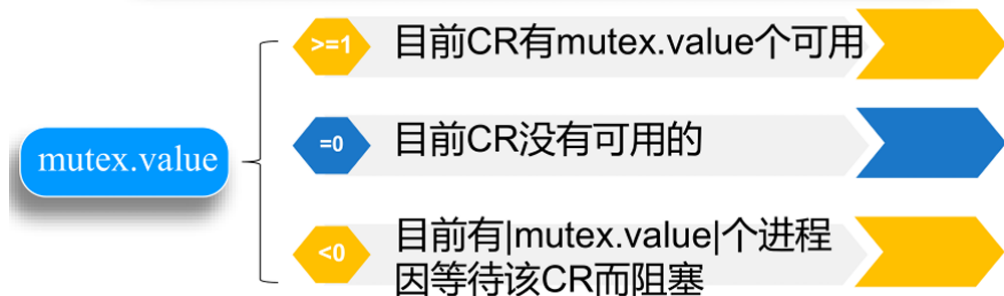 >=1
目前CR有mutex.value个可用
mutex.value
=0
目前CR没有可用的
<0
目前有|mutex.value|个进程
因等待该CR而阻塞